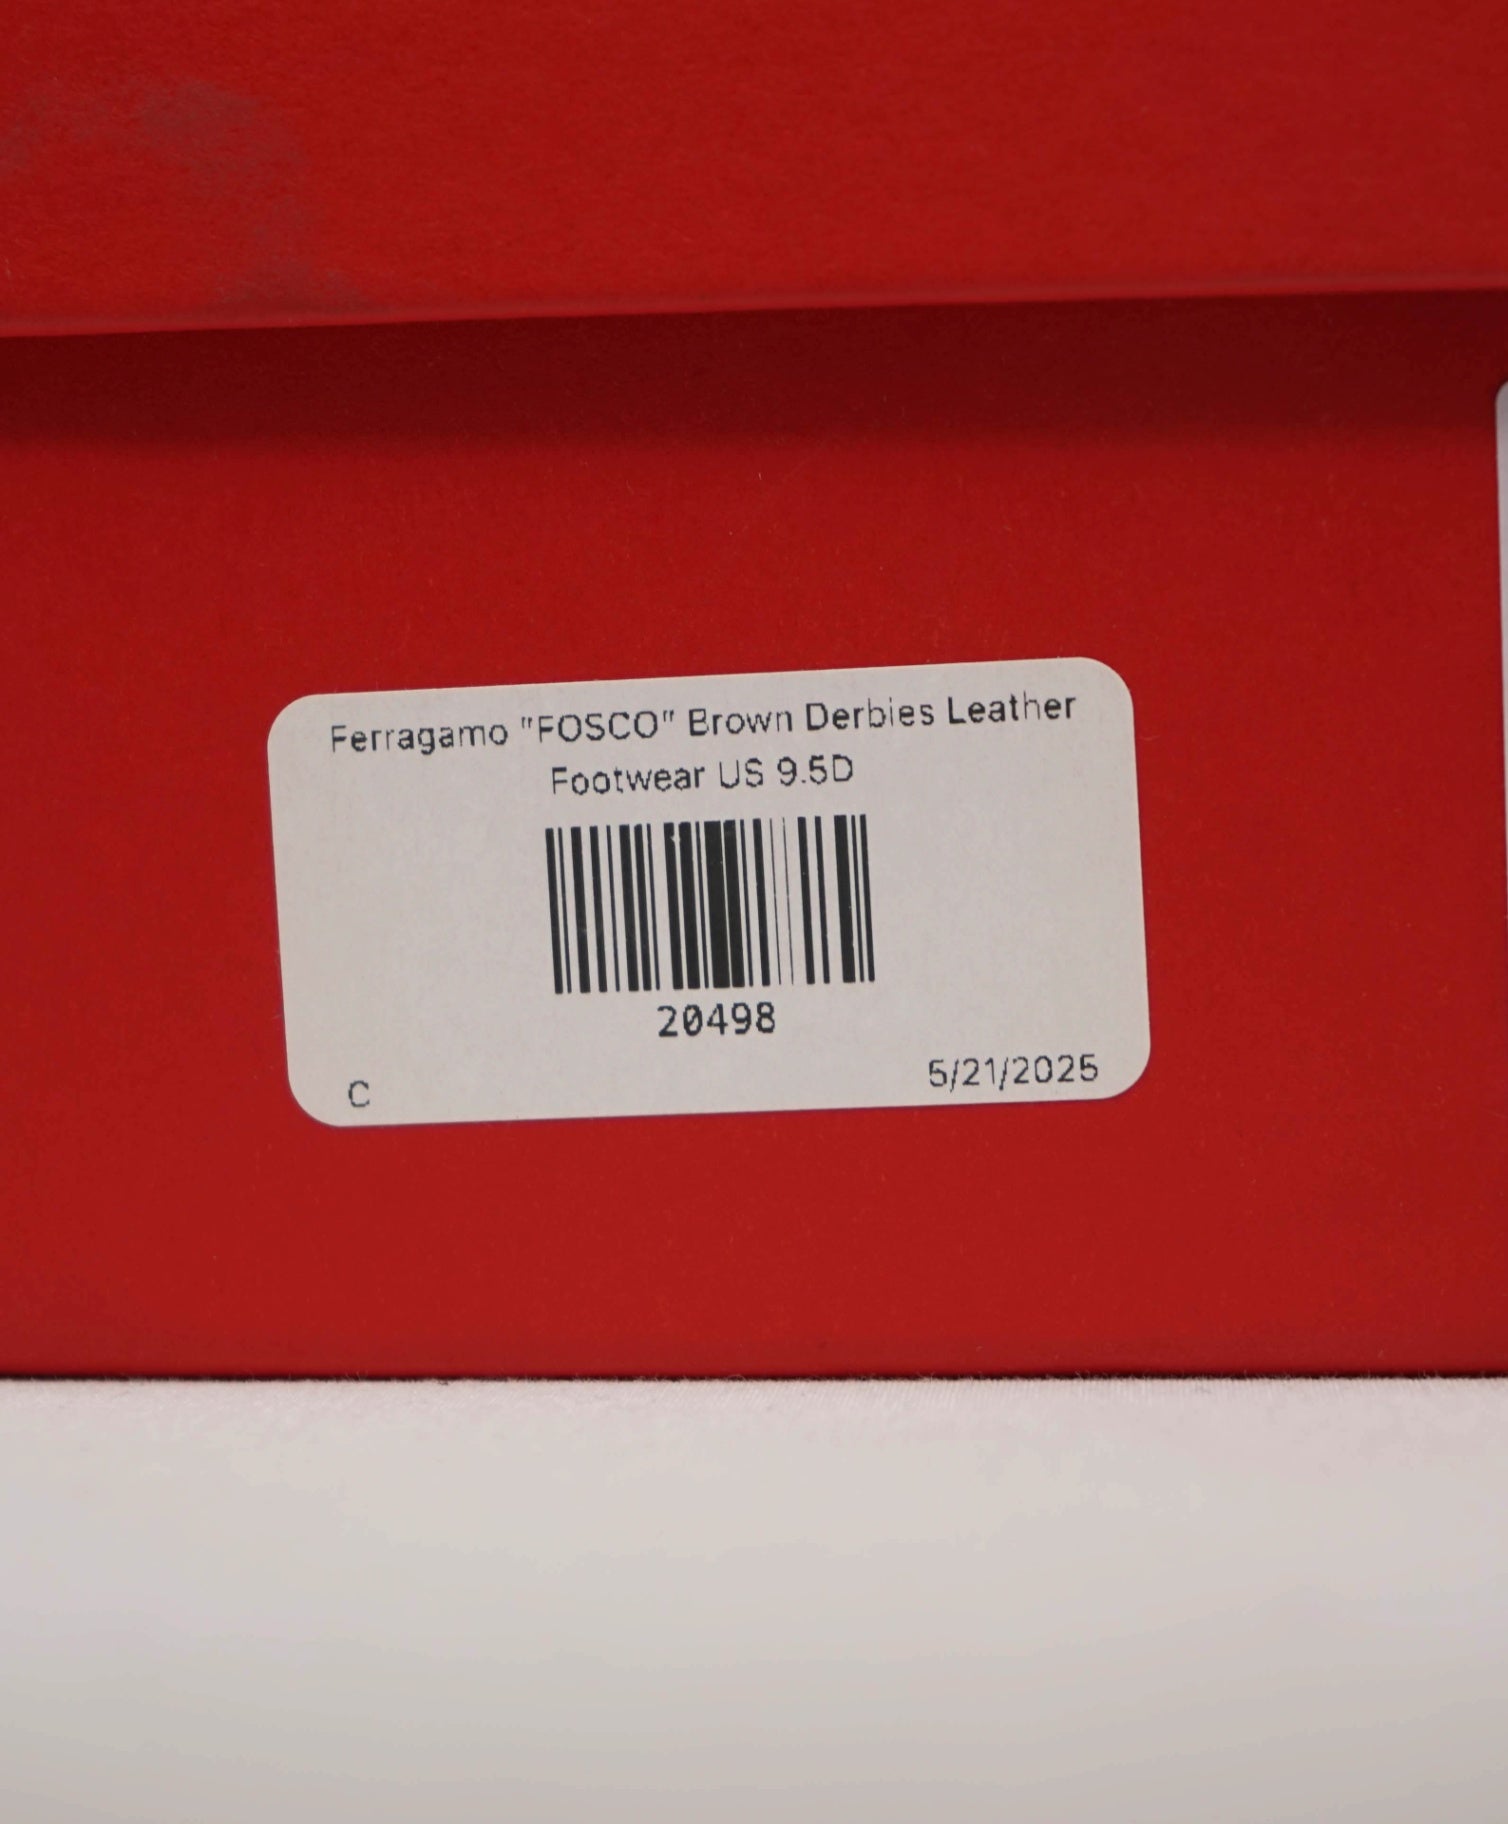 Ferragamo "FOSCO" Brown Derbies Leather
Footwear US 9.5D
20498
C
5/21/2025